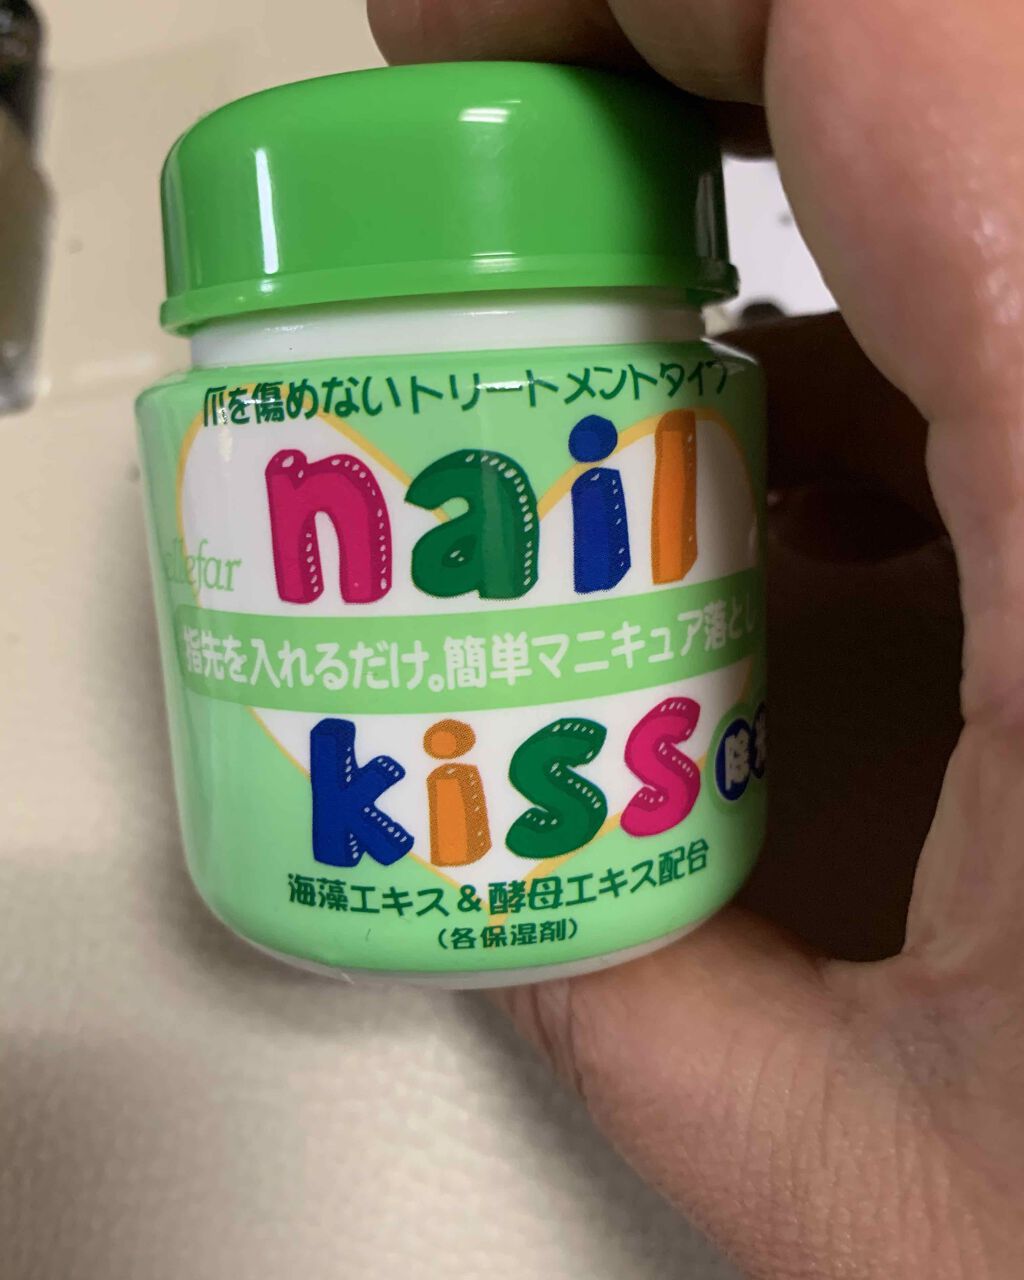 爪を傷めないトリートメントタイプ
nail
ellefar
指先を入れるだけ。簡単マニキュア落とし
kiss
除
海藻エキス&酵母エキス配合
(各保湿剤)